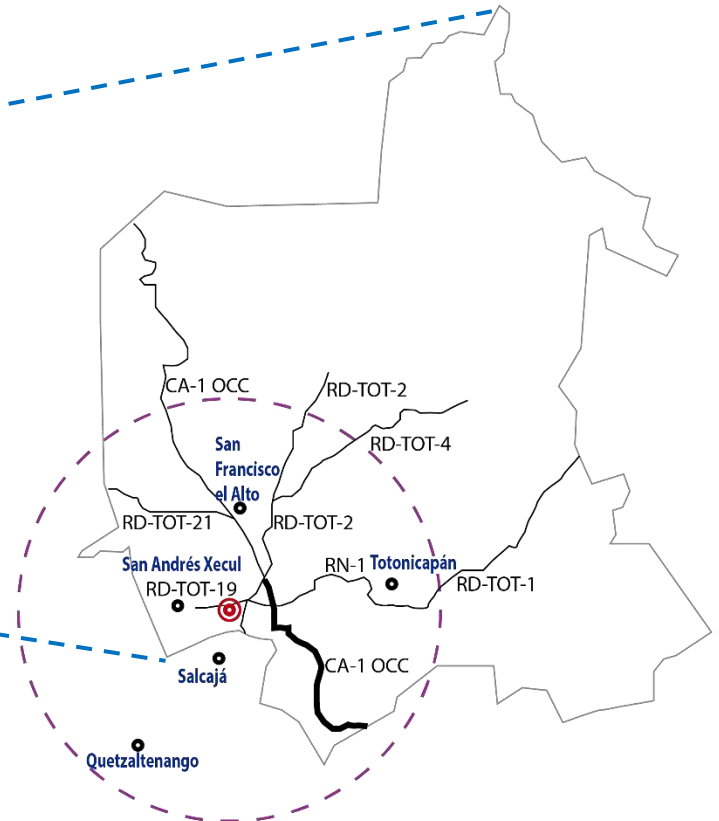 CA-1 OCC
RD-TOT-2
RD-TOT-4
San
Francisco
el Alto
RD-TOT-21
RD-TOT-2
San Andrés Xecul
RN-1
Totonicapán
RD-TOT-19
RD-TOT-1
CA-1 OCC
Salcajá
Quetzaltenango